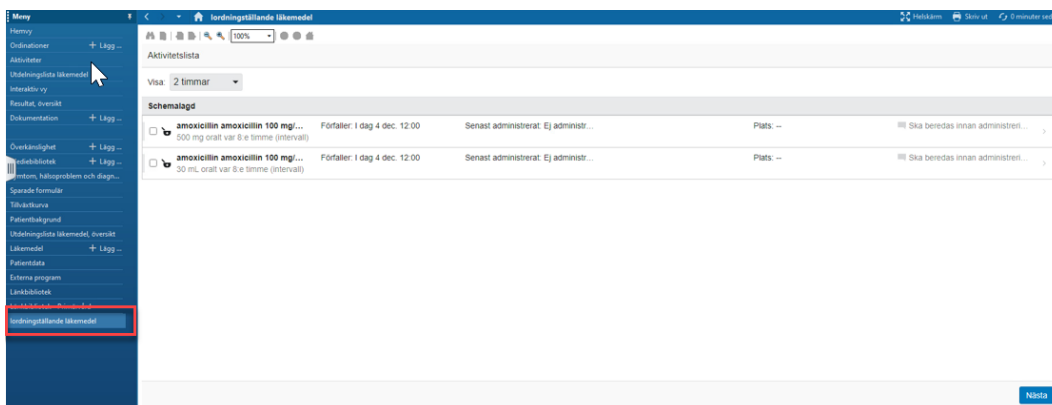 Meny
Iordningställande läkemedel
Helskärm
Skriv ut
0 minuter sed
Hemvy
Ordinationer + Lägg ...
Aktiviteter
Utdelningslista läkemedel
Interaktiv vy
Resultat, översikt
Dokumentation + Lägg ...
Överkänslighet + Lägg ...
ediebibliotek + Lägg ...
mtom, hälsoproblem och diagn...
Sparade formulär
Tillväxtkurva
Patientbakgrund
Utdelningslista läkemedel, översikt
Läkemedel + Lägg ...
Patientdata
Externa program
Länkbibliotek
Iordningställande läkemedel
100%
Aktivitetslista
Visa: 2 timmar
Schemalagd
amoxicillin amoxicillin 100 mg/... Förfaller: I dag 4 dec. 12:00 Senast administrerat: Ej administr... Plats: -- Ska beredas innan administreri...
500 mg oralt var 8:e timme (intervall)
amoxicillin amoxicillin 100 mg/... Förfaller: I dag 4 dec. 12:00 Senast administrerat: Ej administr... Plats: -- Ska beredas innan administreri...
30 mL oralt var 8:e timme (intervall)
Nästa